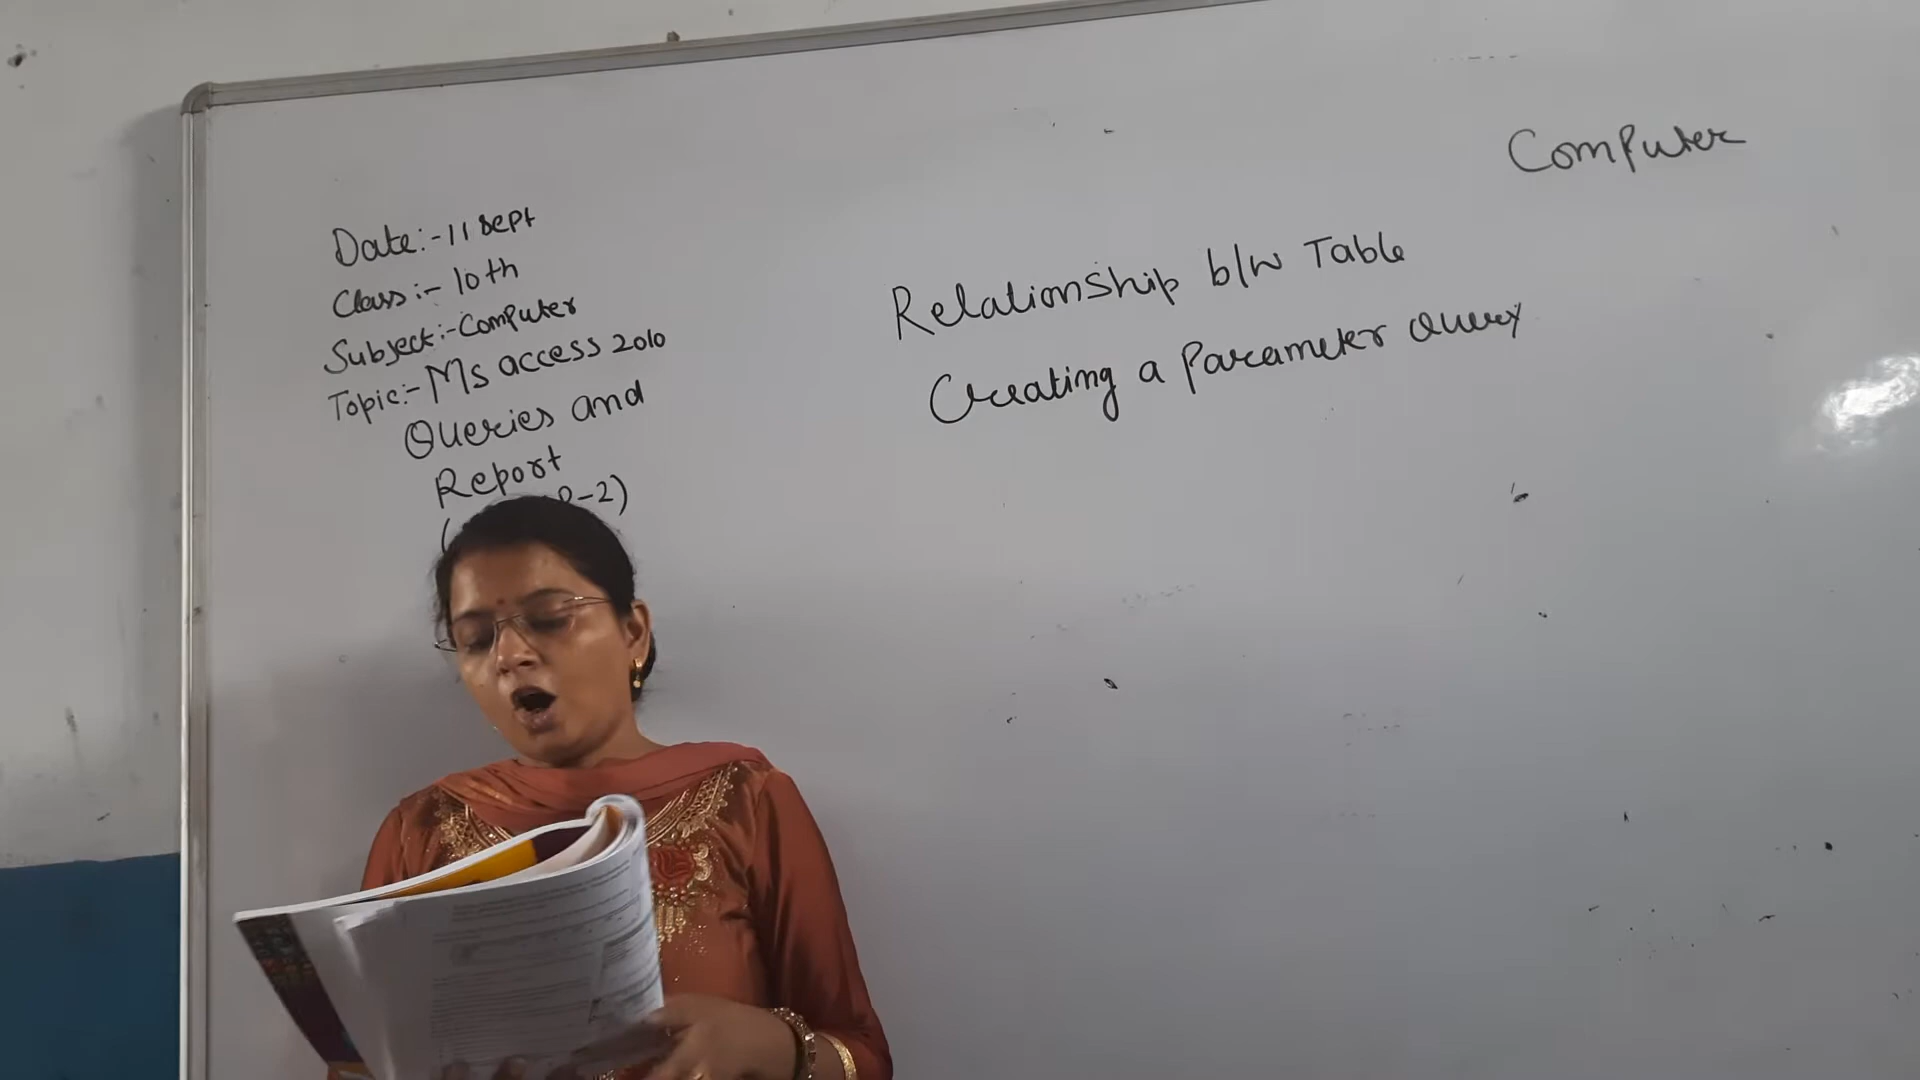 Computer
Date:- 11 Sept
Class:- 10th
Subject:- Computer
Topic:- Ms access 2010
Queries and
Report
P-2)
Relationship b/w Table
Creating a Parameter Query